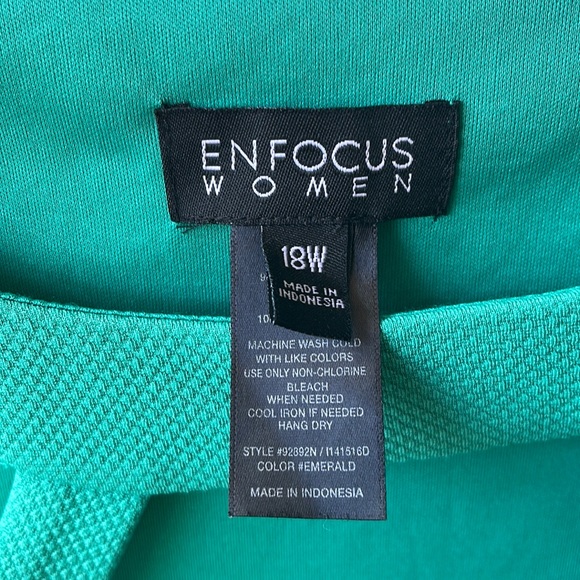 ENFOCUS
WOMEN
18W
MADE IN
INDONESIA
MACHINE WASH COLD
WITH LIKE COLORS
USE ONLY NON-CHLORINE
BLEACH
WHEN NEEDED
COOL IRON IF NEEDED
HANG DRY
STYLE #92892N / I141516D
COLOR #EMERALD
MADE IN INDONESIA